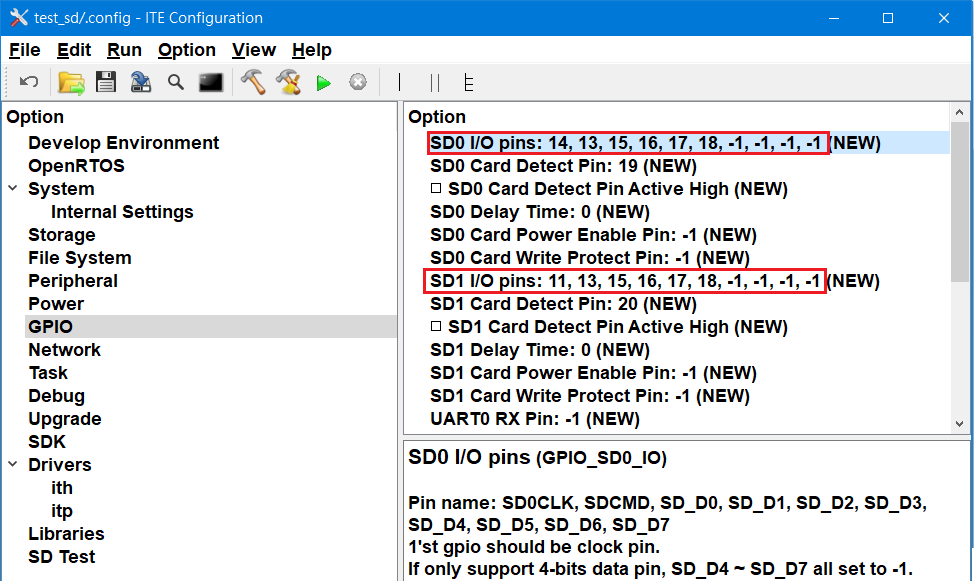 test_sd/.config - ITE Configuration
File Edit Run Option View Help
Option
Develop Environment
OpenRTOS
System
Internal Settings
Storage
File System
Peripheral
Power
GPIO
Network
Task
Debug
Upgrade
SDK
Drivers
ith
itp
Libraries
SD Test
Option
SD0 I/O pins: 14, 13, 15, 16, 17, 18, -1, -1, -1, -1 (NEW)
SD0 Card Detect Pin: 19 (NEW)
SD0 Card Detect Pin Active High (NEW)
SD0 Delay Time: 0 (NEW)
SD0 Card Power Enable Pin: -1 (NEW)
SD0 Card Write Protect Pin: -1 (NEW)
SD1 I/O pins: 11, 13, 15, 16, 17, 18, -1, -1, -1, -1 (NEW)
SD1 Card Detect Pin: 20 (NEW)
SD1 Card Detect Pin Active High (NEW)
SD1 Delay Time: 0 (NEW)
SD1 Card Power Enable Pin: -1 (NEW)
SD1 Card Write Protect Pin: -1 (NEW)
UART0 RX Pin: -1 (NEW)
SD0 I/O pins (GPIO_SD0_IO)
Pin name: SD0CLK, SDCMD, SD_D0, SD_D1, SD_D2, SD_D3,
SD_D4, SD_D5, SD_D6, SD_D7
1'st gpio should be clock pin.
If only support 4-bits data pin, SD_D4 ~ SD_D7 all set to -1.